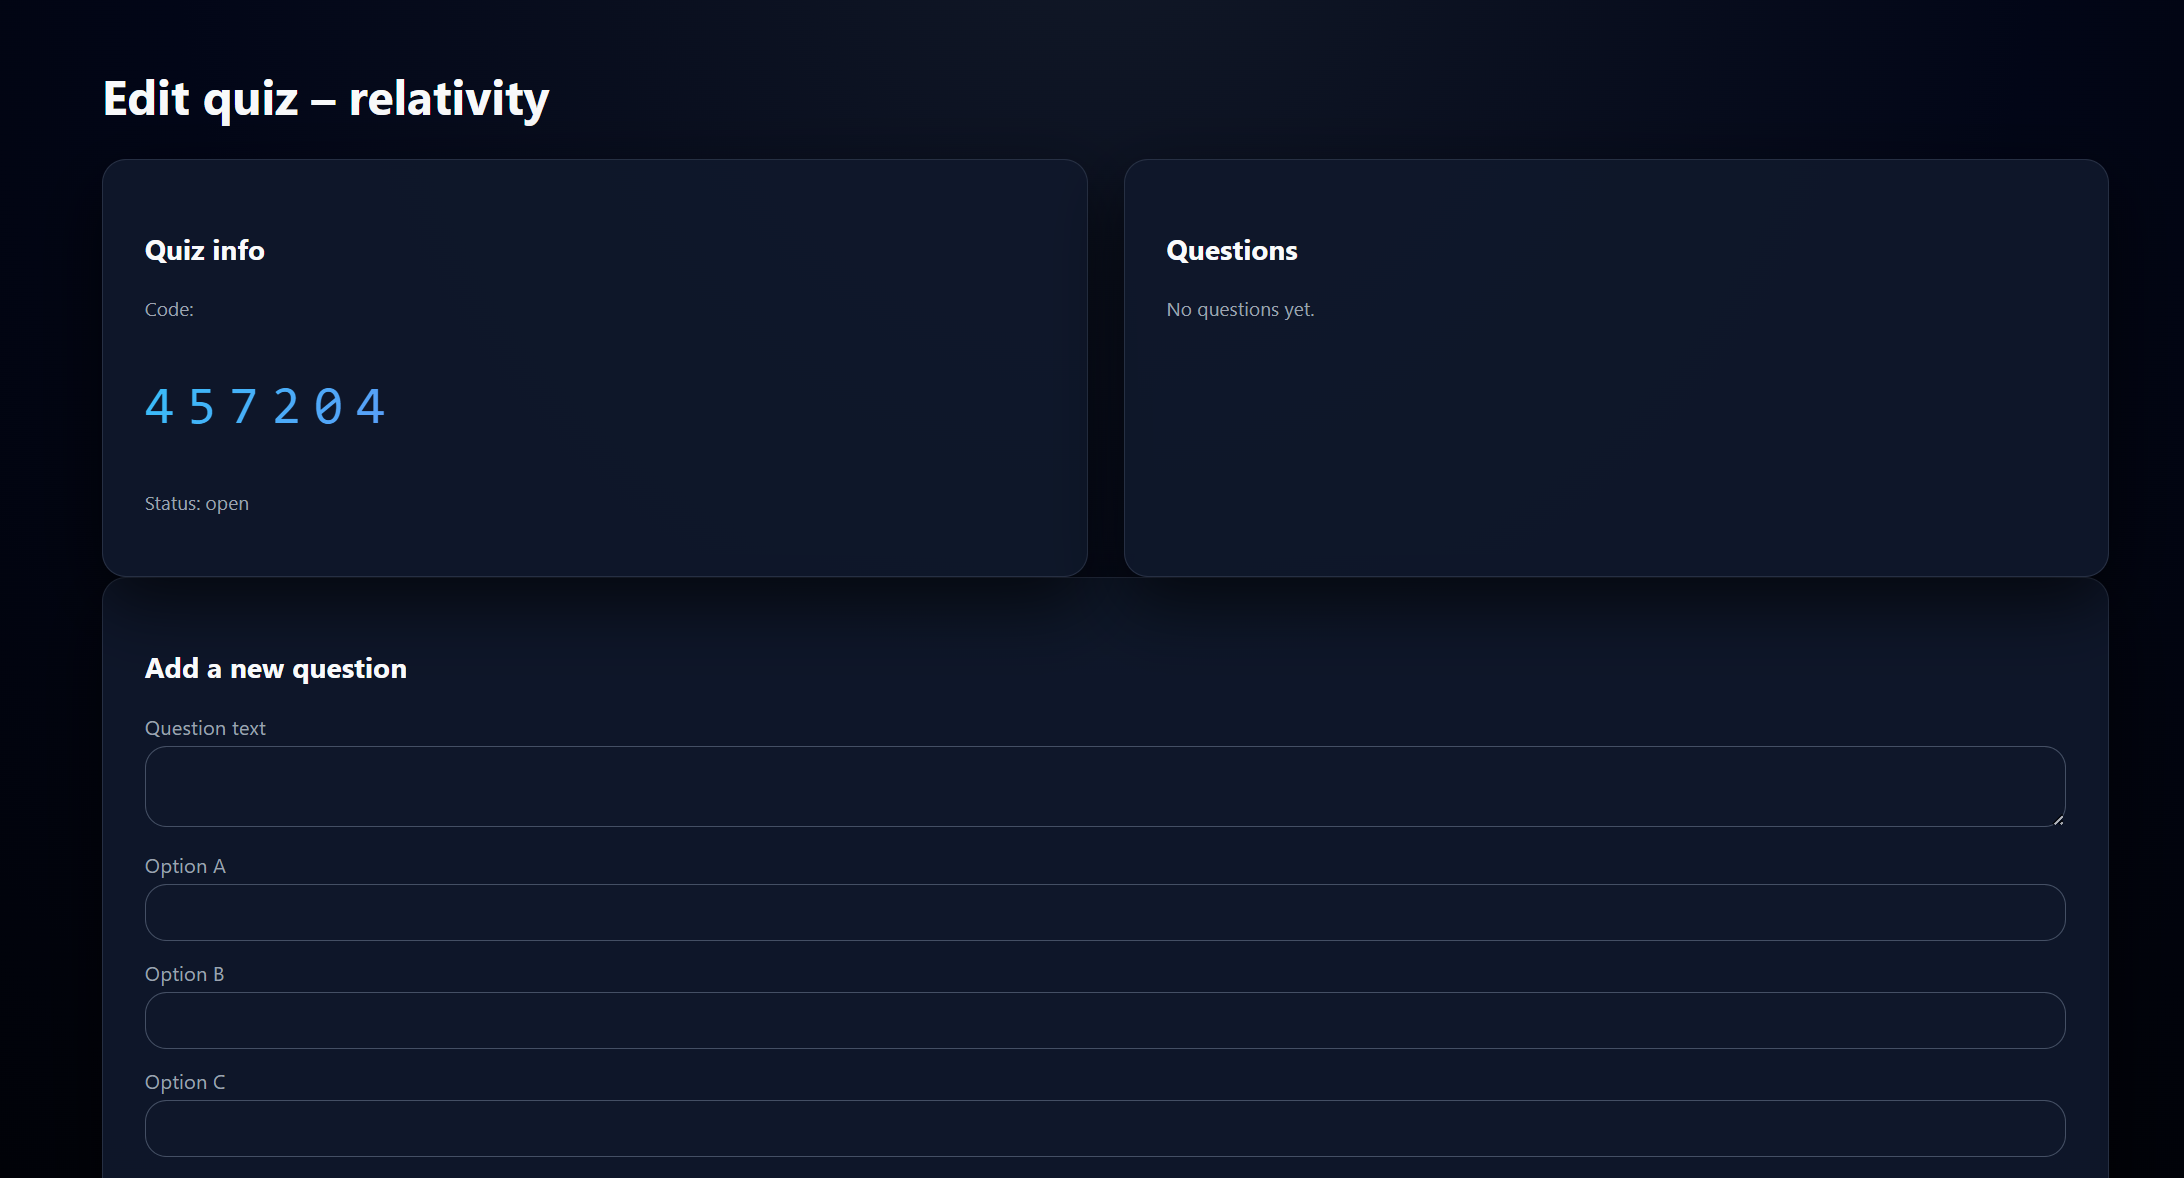 Edit quiz – relativity
Quiz info
Code:
457204
Status: open
Questions
No questions yet.
Add a new question
Question text
Option A
Option B
Option C